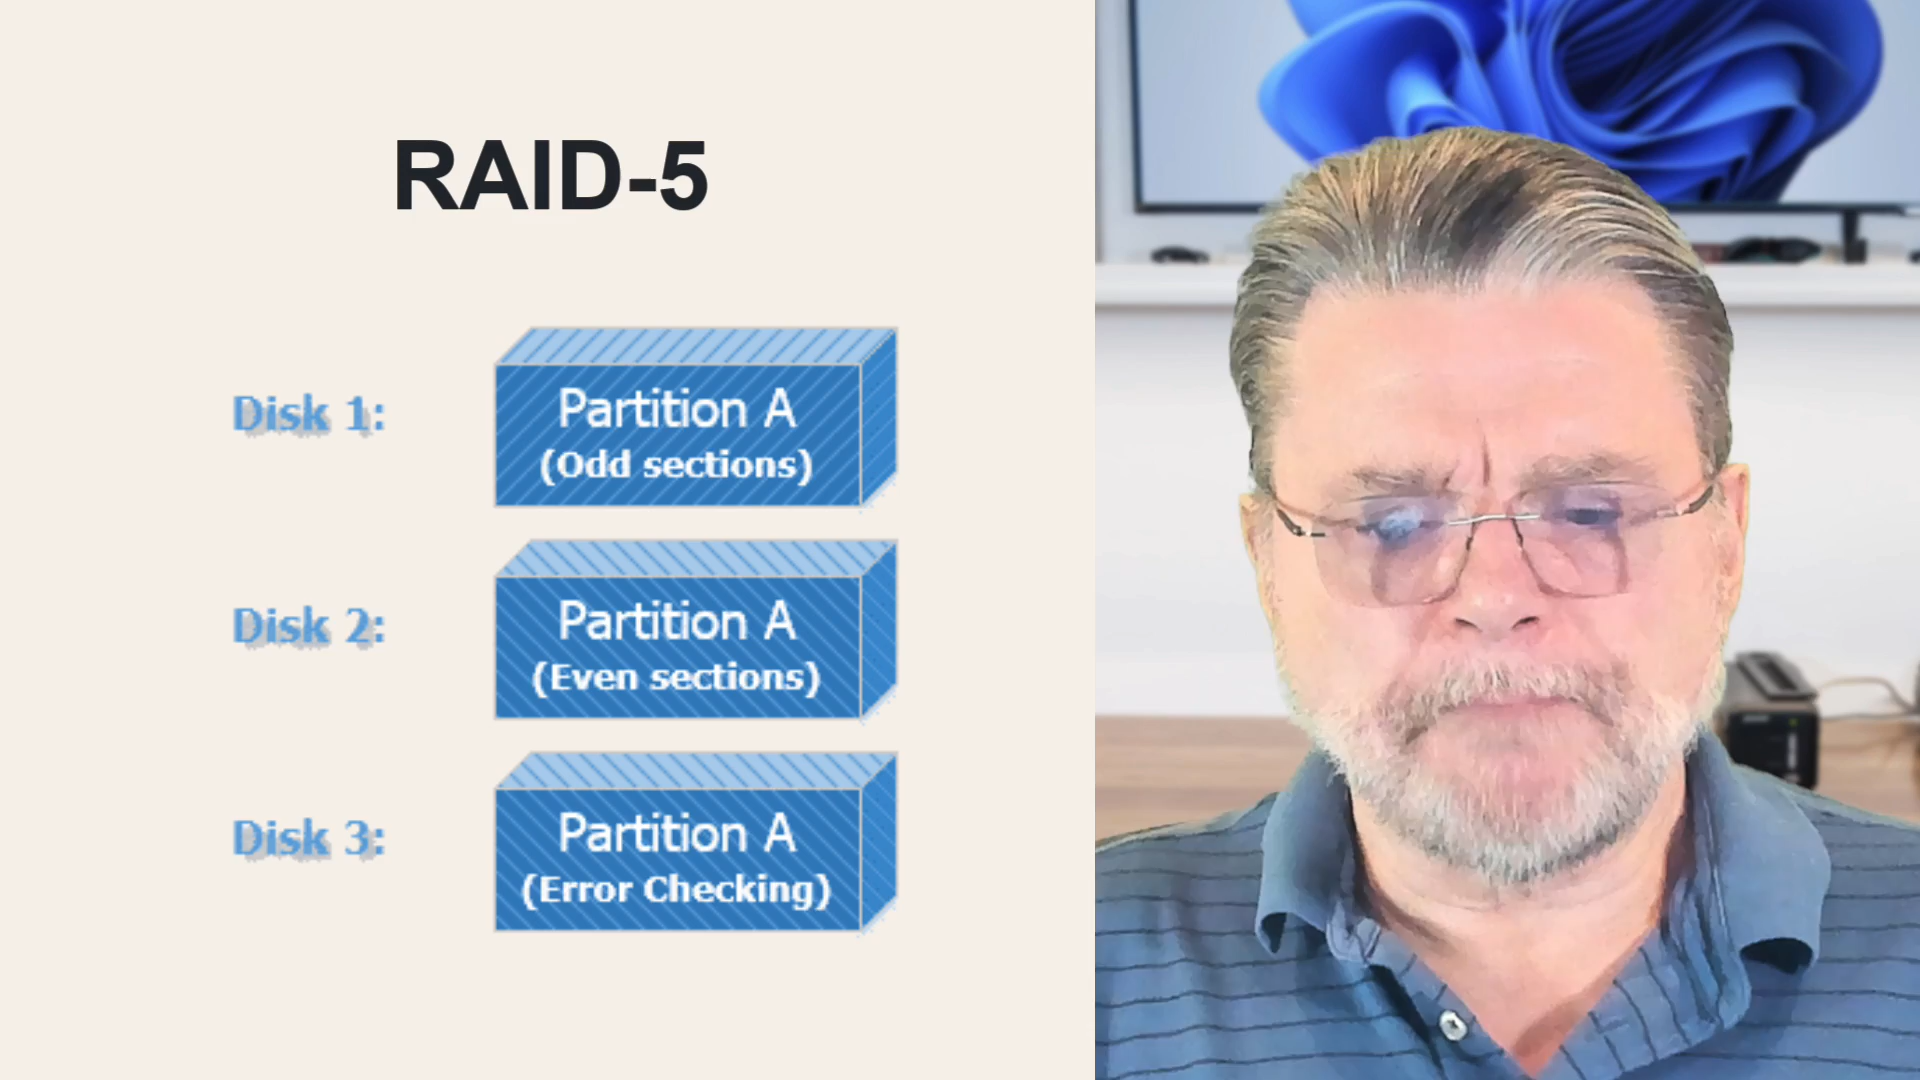 RAID-5
Disk 1:
Partition A
(Odd sections)
Disk 2:
Partition A
(Even sections)
Disk 3:
Partition A
(Error Checking)